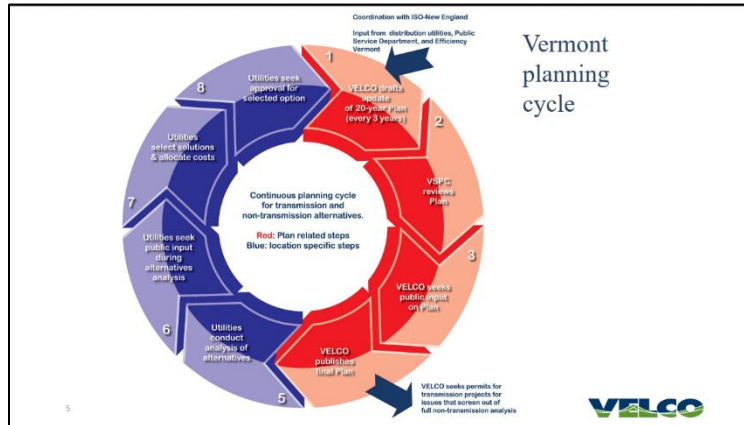 Coordination with ISO-New England
Input from distribution utilities, Public
Service Department, and Efficiency
Vermont
Vermont
planning
cycle
1
VELCO drafts
update
of 20-year Plan
(every 3 years)
2
VSPC
reviews
Plan
3
VELCO seeks
public input
on Plan
VELCO
publishes
final Plan
VELCO seeks permits for
transmission projects for
issues that screen out of
full non-transmission analysis
5
Utilities
conduct
analysis of
alternatives
6
Utilities seek
public input
during
alternatives
analysis
7
Utilities
select solutions
& allocate costs
8
Utilities seek
approval for
selected option
Continuous planning cycle
for transmission and
non-transmission alternatives.
Red: Plan related steps
Blue: location specific steps
5
VELCO